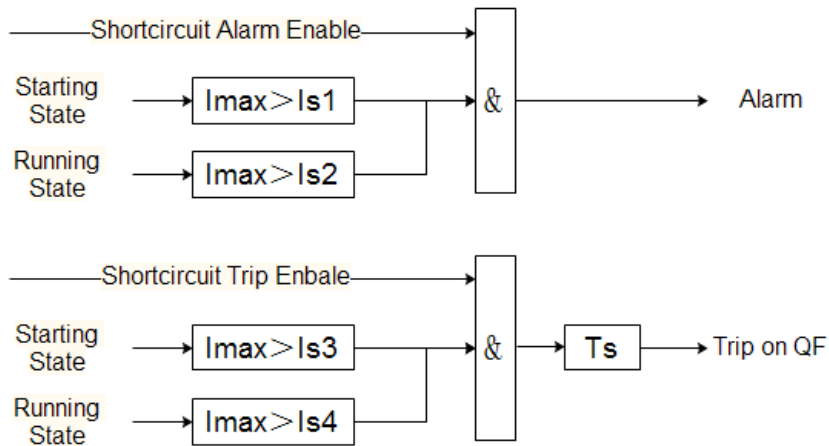 Shortcircuit Alarm Enable
Starting
State
Imax＞Is1
&
Alarm
Running
State
Imax＞Is2
Shortcircuit Trip Enbale
Starting
State
Imax＞Is3
&
Ts
Trip on QF
Running
State
Imax＞Is4